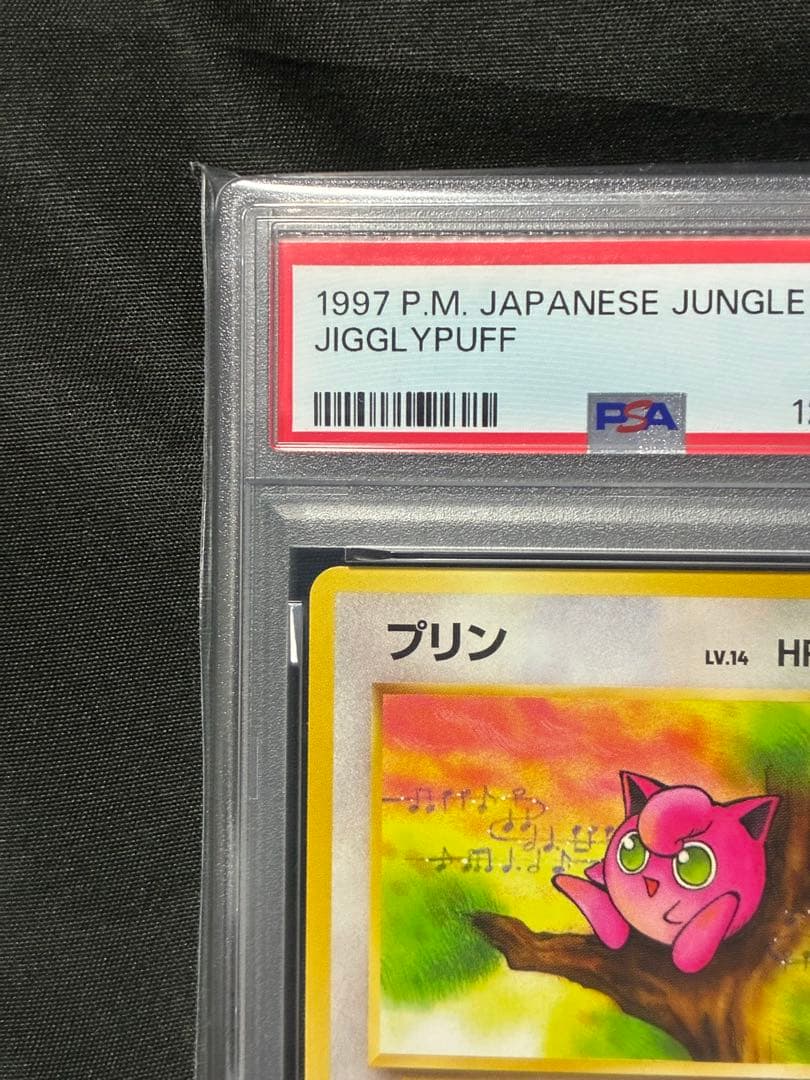 1997 P.M. JAPANESE JUNGLE
JIGGLYPUFF
PSA
プリン
LV.14